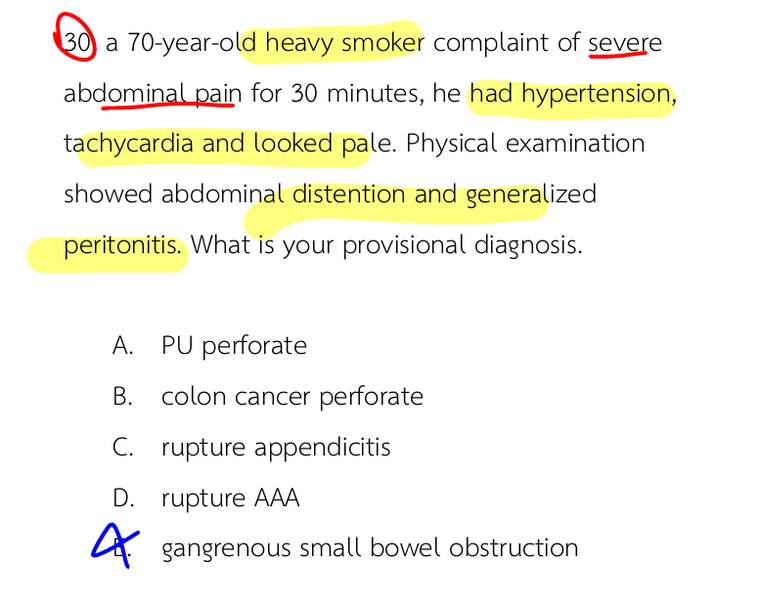 30, a 70-year-old heavy smoker complaint of severe
abdominal pain for 30 minutes, he had hypertension,
tachycardia and looked pale. Physical examination
showed abdominal distention and generalized
peritonitis. What is your provisional diagnosis.
A. PU perforate
B. colon cancer perforate
C. rupture appendicitis
D. rupture AAA
E. gangrenous small bowel obstruction